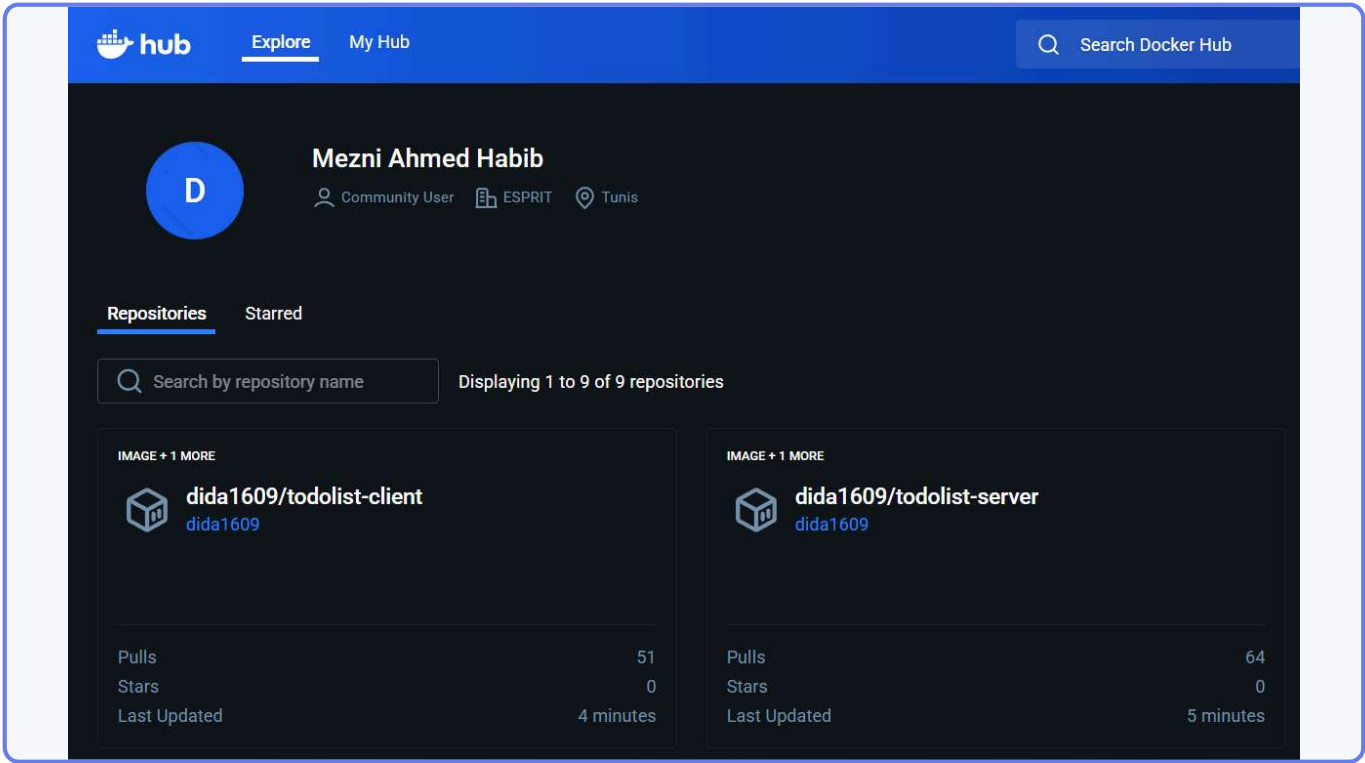 hub Explore My Hub Search Docker Hub
D
Mezni Ahmed Habib
Community User ESPRIT Tunis
Repositories Starred
Search by repository name Displaying 1 to 9 of 9 repositories
IMAGE + 1 MORE
dida1609/todolist-client
dida1609
Pulls 51
Stars 0
Last Updated 4 minutes
IMAGE + 1 MORE
dida1609/todolist-server
dida1609
Pulls 64
Stars 0
Last Updated 5 minutes